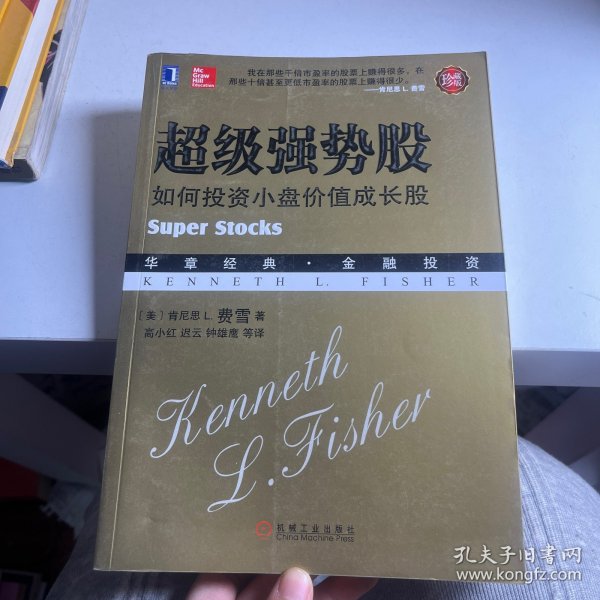 Mc
Graw
Hill
Education
我在那些千倍市盈率的股票上赚得很多，在
那些十倍甚至更低市盈率的股票上赚得很少。
——肯尼思 L. 费雪
珍藏版
超级强势股
如何投资小盘价值成长股
Super Stocks
华章经典·金融投资
KENNETH L. FISHER
［美］肯尼思 L. 费雪 著
高小红 迟云 钟雄鹰 等译
Kenneth
L. Fisher
机械工业出版社
China Machine Press
孔夫子旧书网
www.kongfz.com